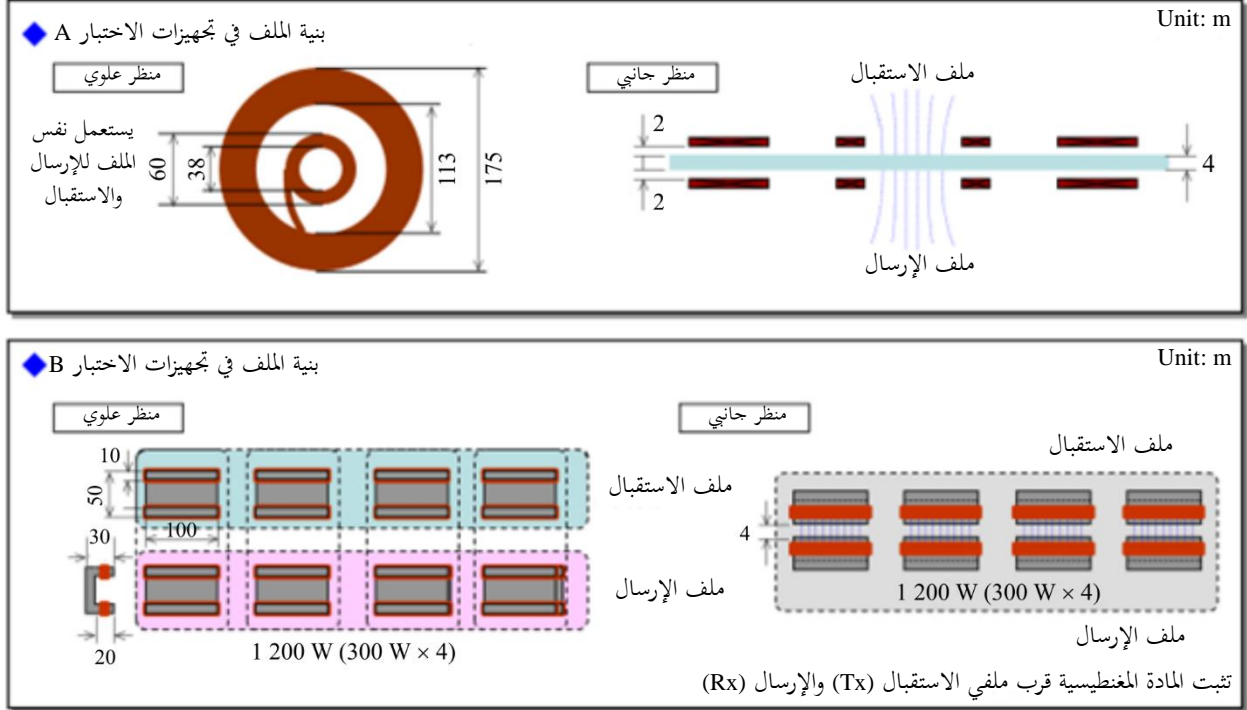 Unit: m
بنية الملف في تجهيزات الاختبار A
منظر علوي
يستعمل نفس
الملف للإرسال
والاستقبال
60
38
113
175
منظر جانبي
ملف الاستقبال
2
2
4
ملف الإرسال
Unit: m
بنية الملف في تجهيزات الاختبار B
منظر علوي
10
50
100
30
20
ملف الاستقبال
ملف الإرسال
1 200 W (300 W × 4)
منظر جانبي
ملف الاستقبال
4
1 200 W (300 W × 4)
ملف الإرسال
تثبت المادة المغنطيسية قرب ملفي الاستقبال (Tx) والإرسال (Rx)